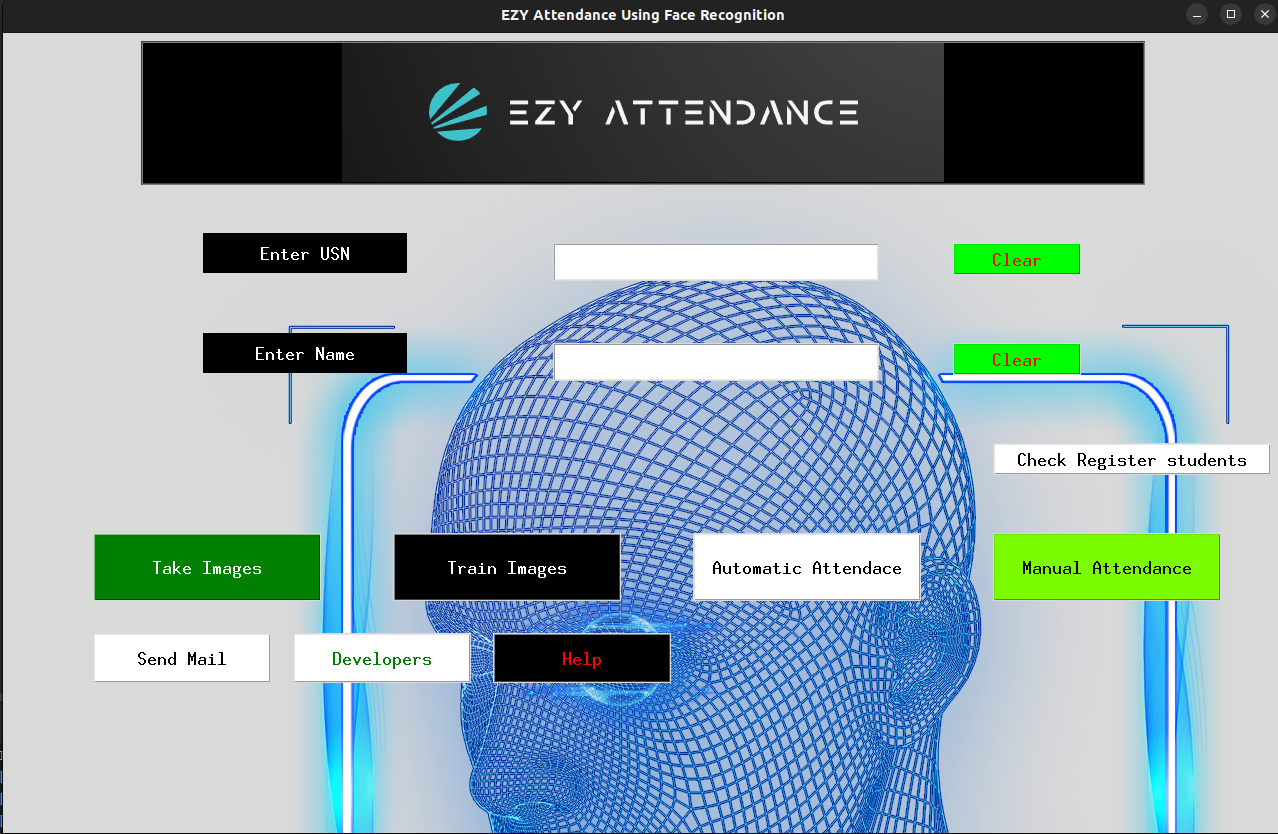 EZY Attendance Using Face Recognition
EZY ATTENDANCE
Enter USN
Clear
Enter Name
Clear
Check Register students
Take Images
Train Images
Automatic Attendace
Manual Attendance
Send Mail
Developers
Help